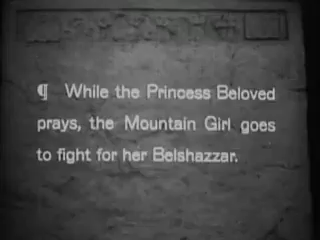 ¶ While the Princess Beloved
prays, the Mountain Girl goes
to fight for her Belshazzar.